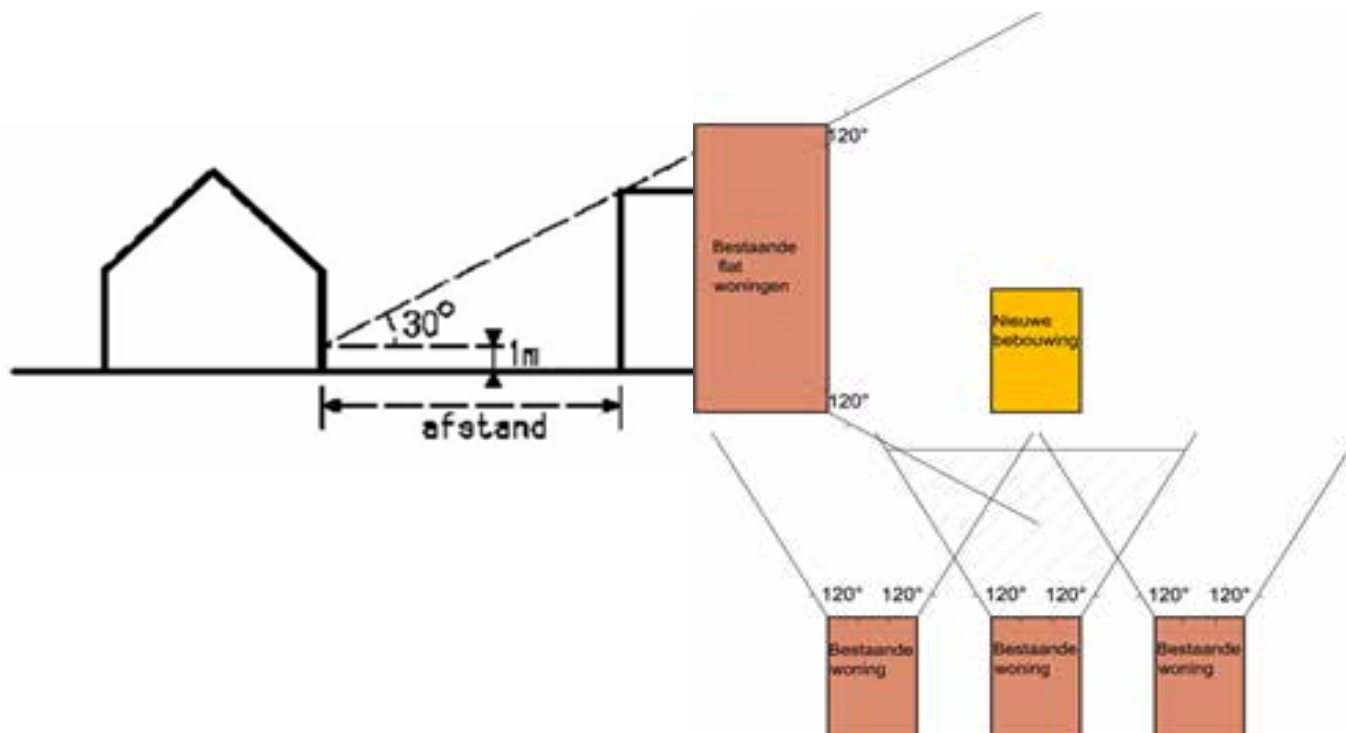 30°
1m
afstand
120°
Bestaande
flat
woningen
Nieuwe
bebouwing
120°
120° 120° 120° 120° 120° 120°
Bestaande
woning
Bestaande
woning
Bestaande
woning